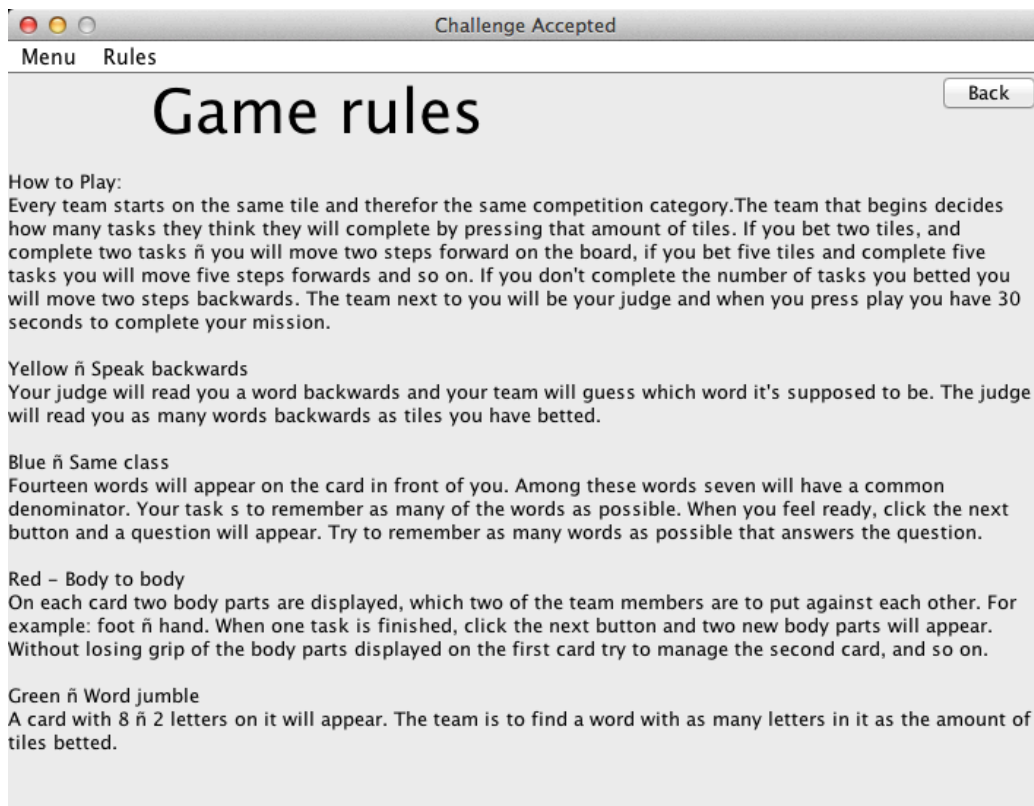 Challenge Accepted
Menu Rules
Back
Game rules
How to Play:
Every team starts on the same tile and therefor the same competition category.The team that begins decides
how many tasks they think they will complete by pressing that amount of tiles. If you bet two tiles, and
complete two tasks ñ you will move two steps forward on the board, if you bet five tiles and complete five
tasks you will move five steps forwards and so on. If you don't complete the number of tasks you betted you
will move two steps backwards. The team next to you will be your judge and when you press play you have 30
seconds to complete your mission.
Yellow ñ Speak backwards
Your judge will read you a word backwards and your team will guess which word it's supposed to be. The judge
will read you as many words backwards as tiles you have betted.
Blue ñ Same class
Fourteen words will appear on the card in front of you. Among these words seven will have a common
denominator. Your task s to remember as many of the words as possible. When you feel ready, click the next
button and a question will appear. Try to remember as many words as possible that answers the question.
Red – Body to body
On each card two body parts are displayed, which two of the team members are to put against each other. For
example: foot ñ hand. When one task is finished, click the next button and two new body parts will appear.
Without losing grip of the body parts displayed on the first card try to manage the second card, and so on.
Green ñ Word jumble
A card with 8 ñ 2 letters on it will appear. The team is to find a word with as many letters in it as the amount of
tiles betted.